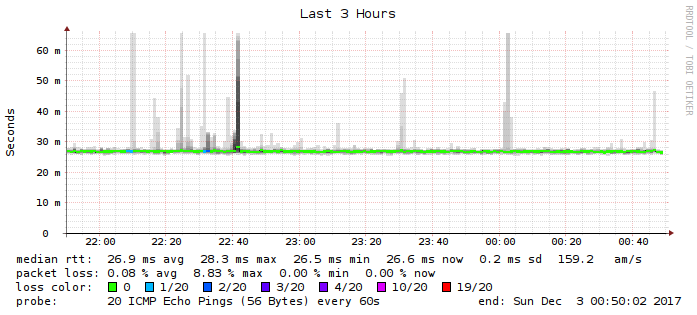 Last 3 Hours
RRDTOOL / TOBI OETIKER
Seconds
60 m
50 m
40 m
30 m
20 m
10 m
0
22:00 22:20 22:40 23:00 23:20 23:40 00:00 00:20 00:40
median rtt: 26.9 ms avg 28.3 ms max 26.5 ms min 26.6 ms now 0.2 ms sd 159.2 am/s
packet loss: 0.08 % avg 8.83 % max 0.00 % min 0.00 % now
loss color: 0 1/20 2/20 3/20 4/20 10/20 19/20
probe: 20 ICMP Echo Pings (56 Bytes) every 60s end: Sun Dec 3 00:50:02 2017